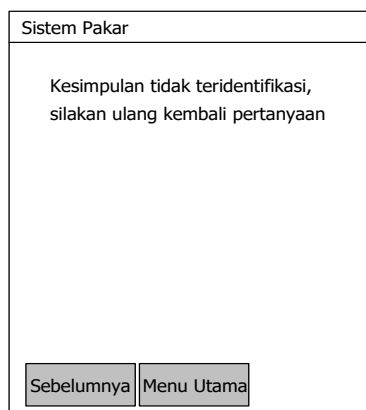 Sistem Pakar
Kesimpulan tidak teridentifikasi,
silakan ulang kembali pertanyaan
Sebelumnya Menu Utama